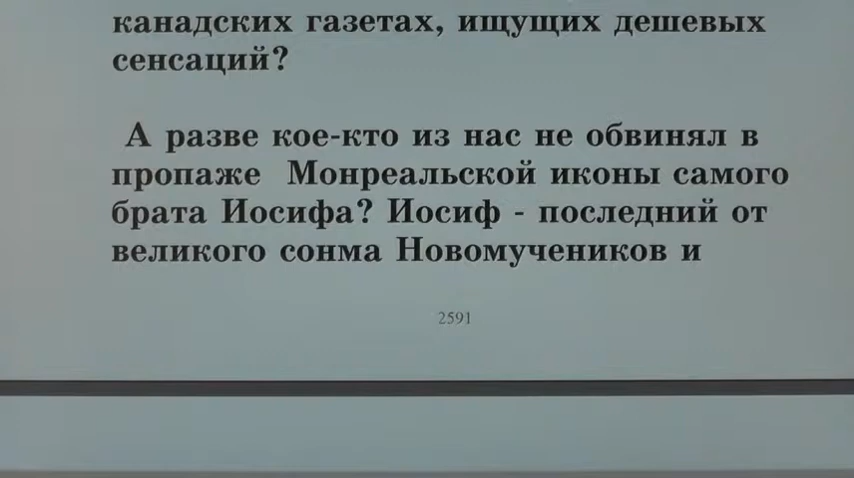 канадских газетах, ищущих дешевых
сенсаций?
А разве кое-кто из нас не обвинял в
пропаже Монреальской иконы самого
брата Иосифа? Иосиф - последний от
великого сонма Новомучеников и
2591